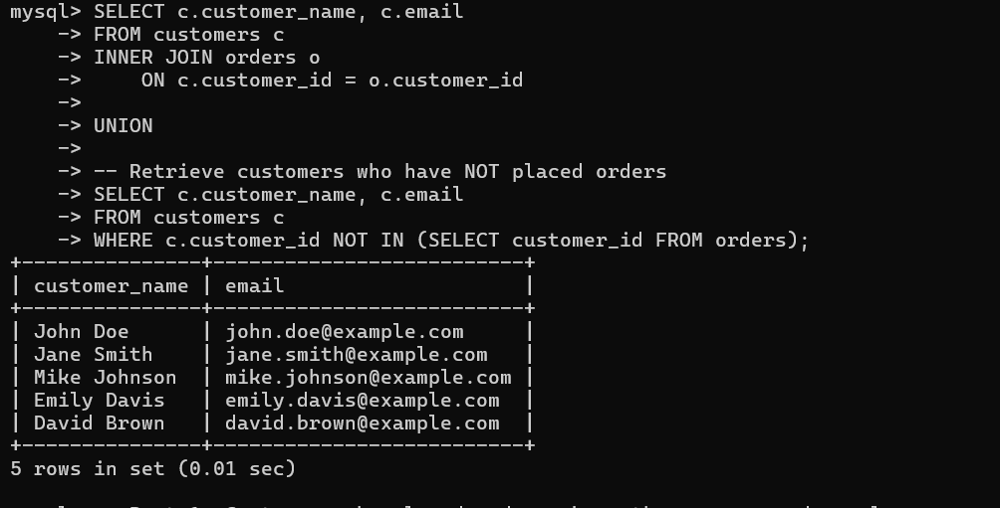 mysql> SELECT c.customer_name, c.email
    -> FROM customers c
    -> INNER JOIN orders o
    ->     ON c.customer_id = o.customer_id
    ->
    -> UNION
    ->
    -> -- Retrieve customers who have NOT placed orders
    -> SELECT c.customer_name, c.email
    -> FROM customers c
    -> WHERE c.customer_id NOT IN (SELECT customer_id FROM orders);
+---------------+--------------------------+
| customer_name | email                    |
+---------------+--------------------------+
| John Doe      | john.doe@example.com     |
| Jane Smith    | jane.smith@example.com   |
| Mike Johnson  | mike.johnson@example.com |
| Emily Davis   | emily.davis@example.com  |
| David Brown   | david.brown@example.com  |
+---------------+--------------------------+
5 rows in set (0.01 sec)